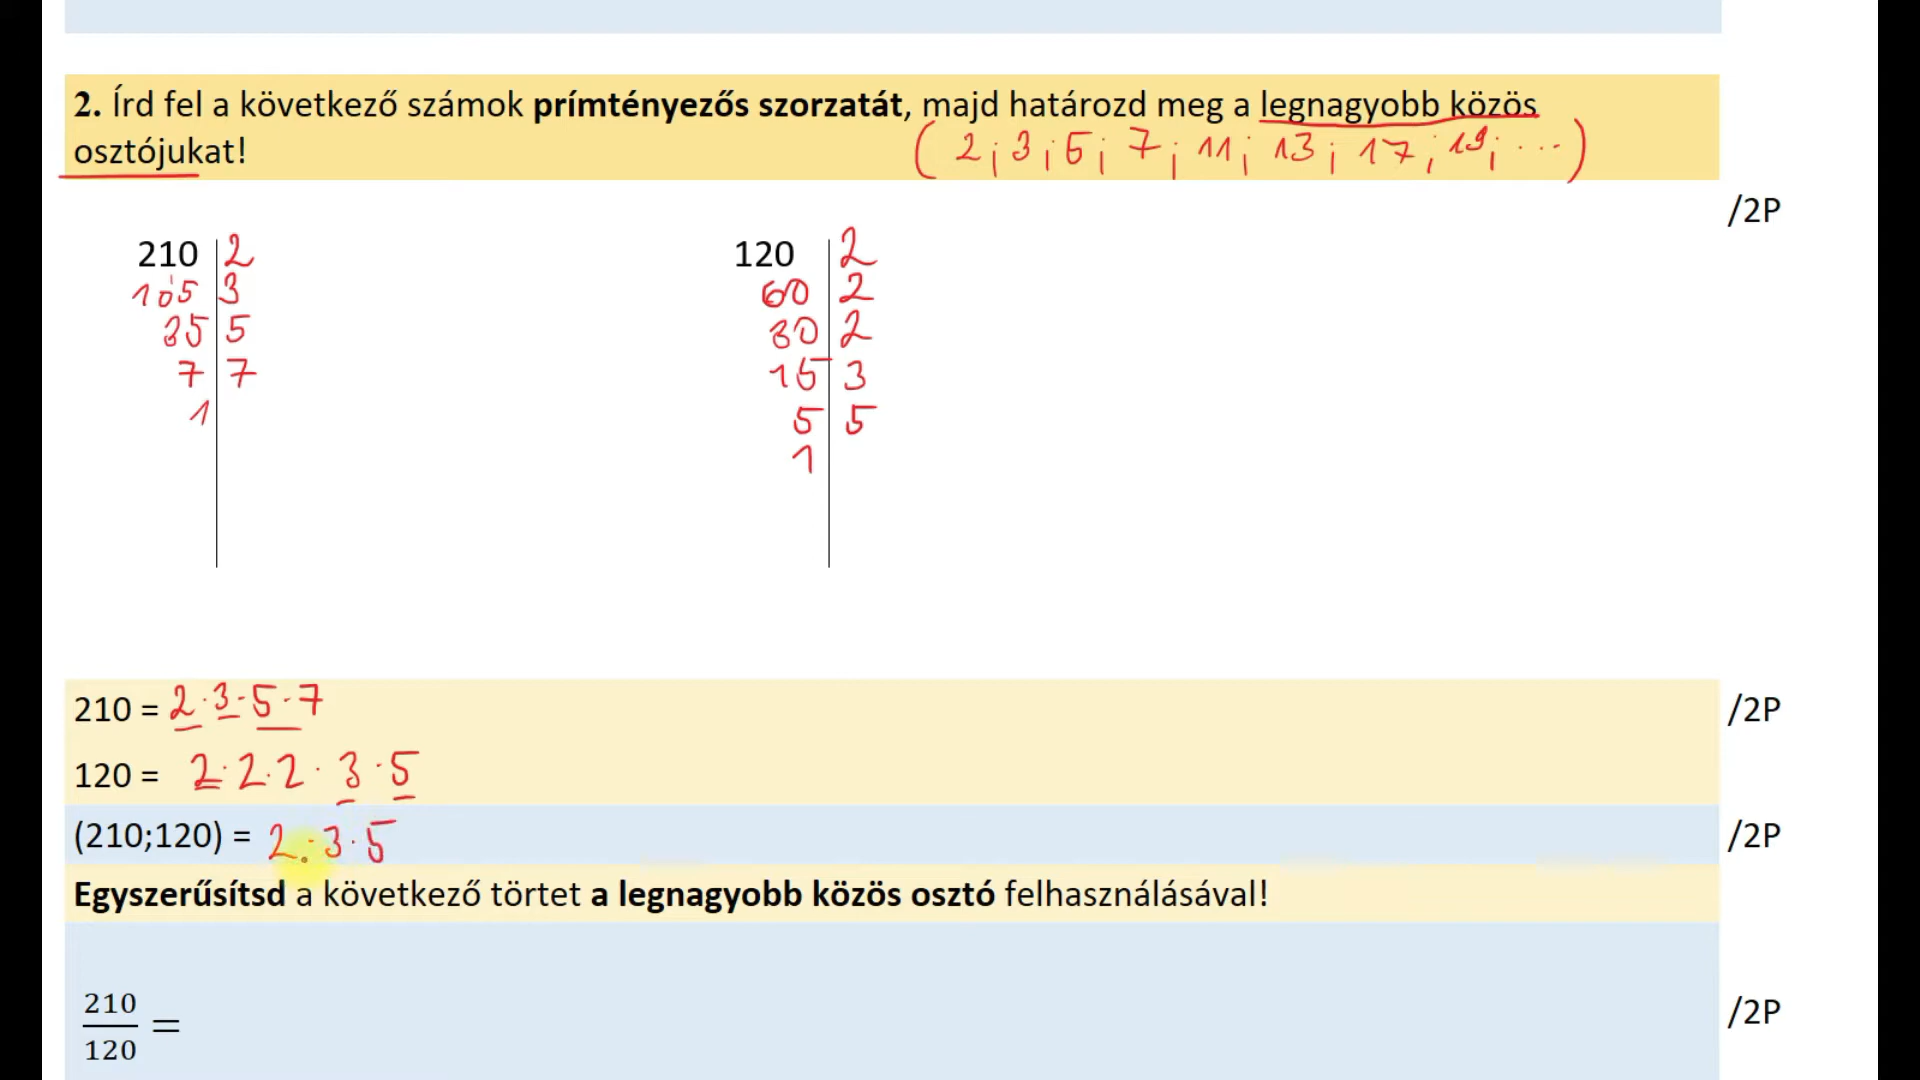 2. Írd fel a következő számok prímtényezős szorzatát, majd határozd meg a legnagyobb közös
osztójukat!
(2; 3; 5; 7; 11; 13; 17; 19; ...)
/2P
210 | 2
105 | 3
35 | 5
7 | 7
1
120 | 2
60 | 2
30 | 2
15 | 3
5 | 5
1
210 = 2·3·5·7 /2P
120 = 2·2·2·3·5
(210;120) = 2·3·5 /2P
Egyszerűsítsd a következő törtet a legnagyobb közös osztó felhasználásával!
210/120 = /2P